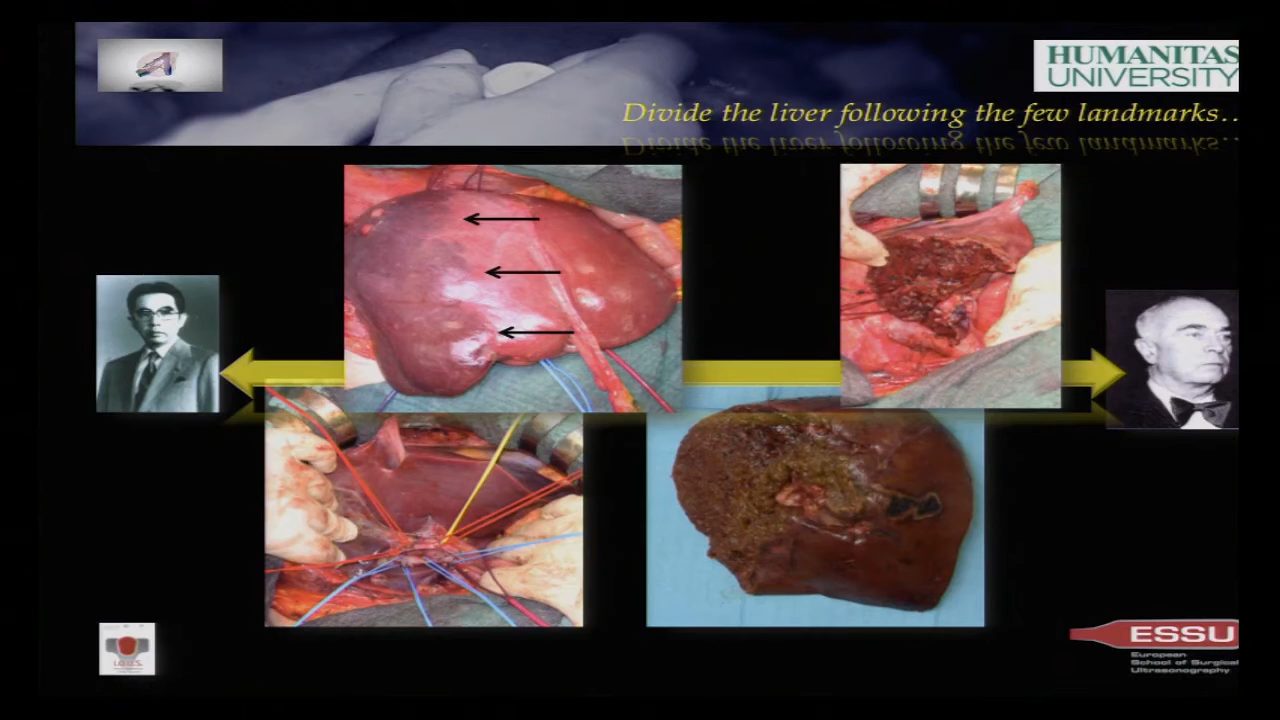 HUMANITAS
UNIVERSITY
Divide the liver following the few landmarks..
I.O.U.S.
ESSU
European
School of Surgical
Ultrasonography